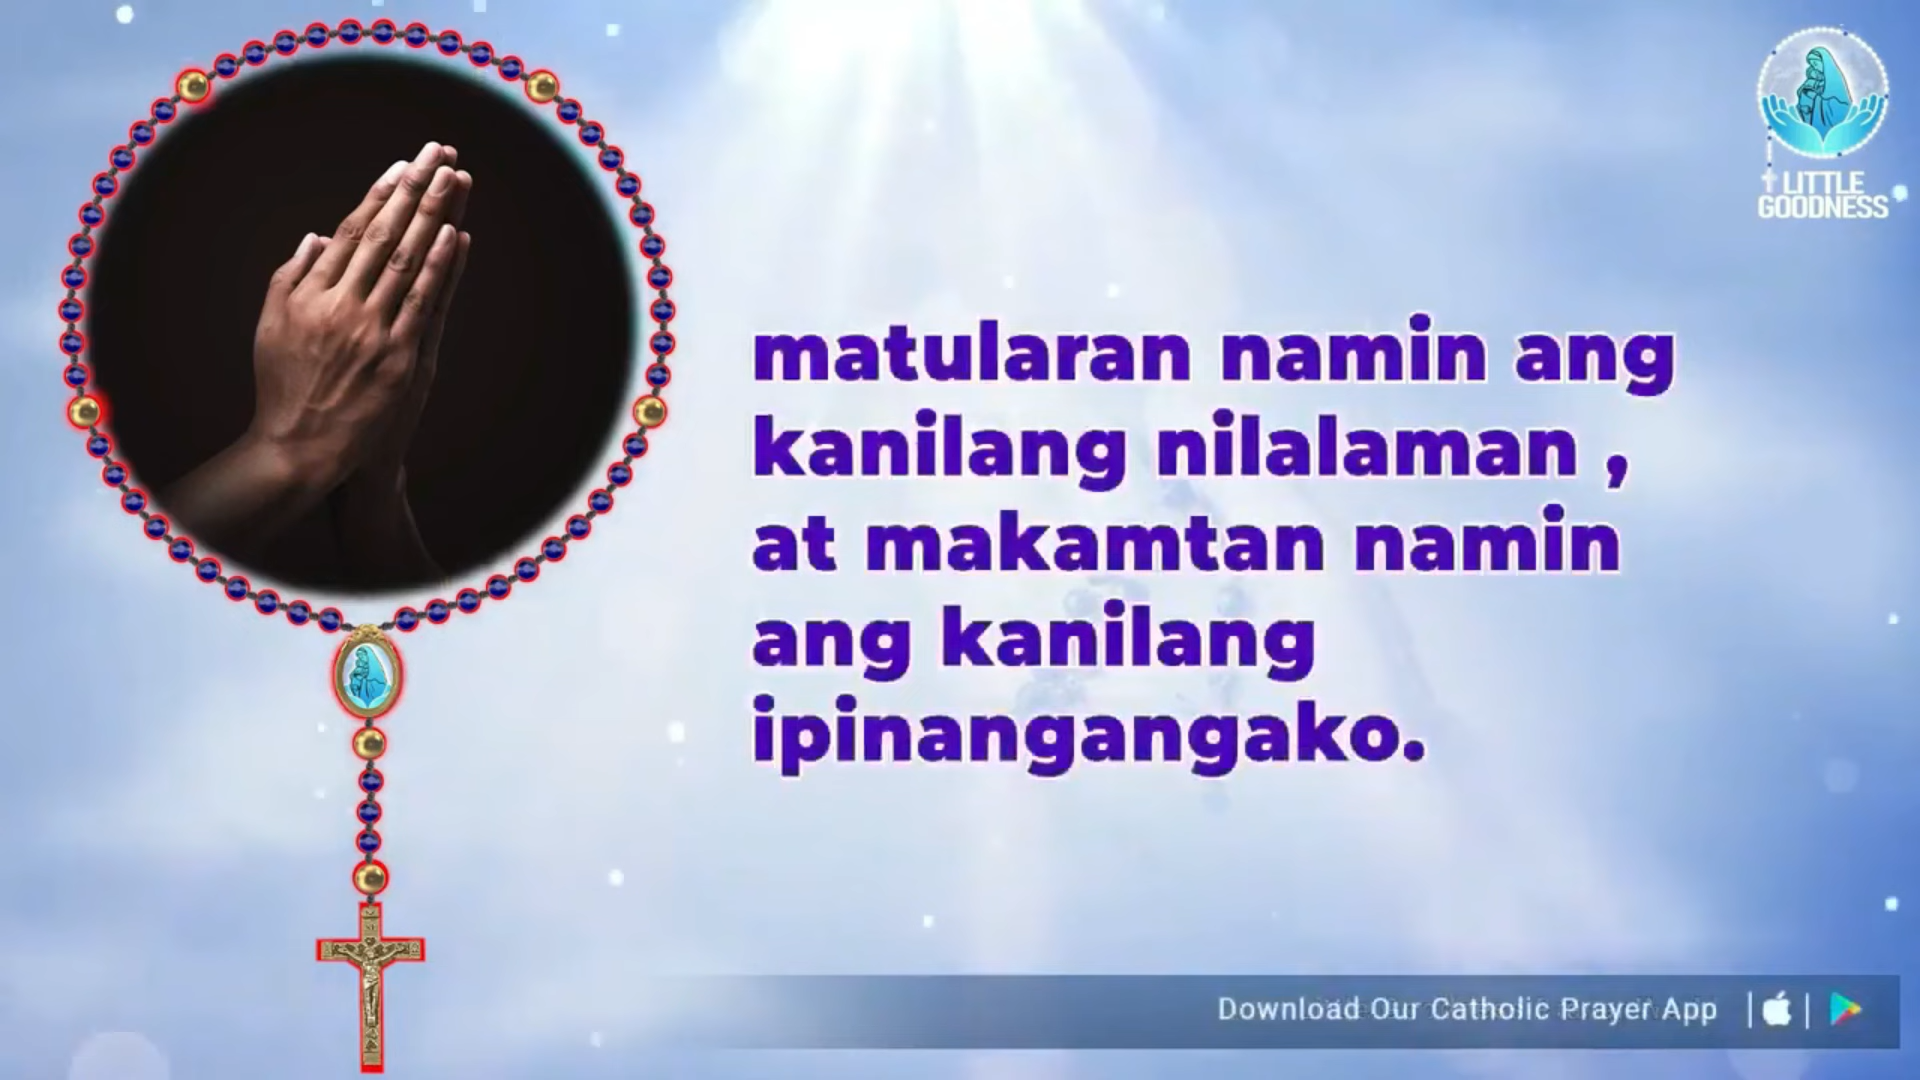 LITTLE
GOODNESS
matularan namin ang
kanilang nilalaman ,
at makamtan namin
ang kanilang
ipinangangako.
Download Our Catholic Prayer App